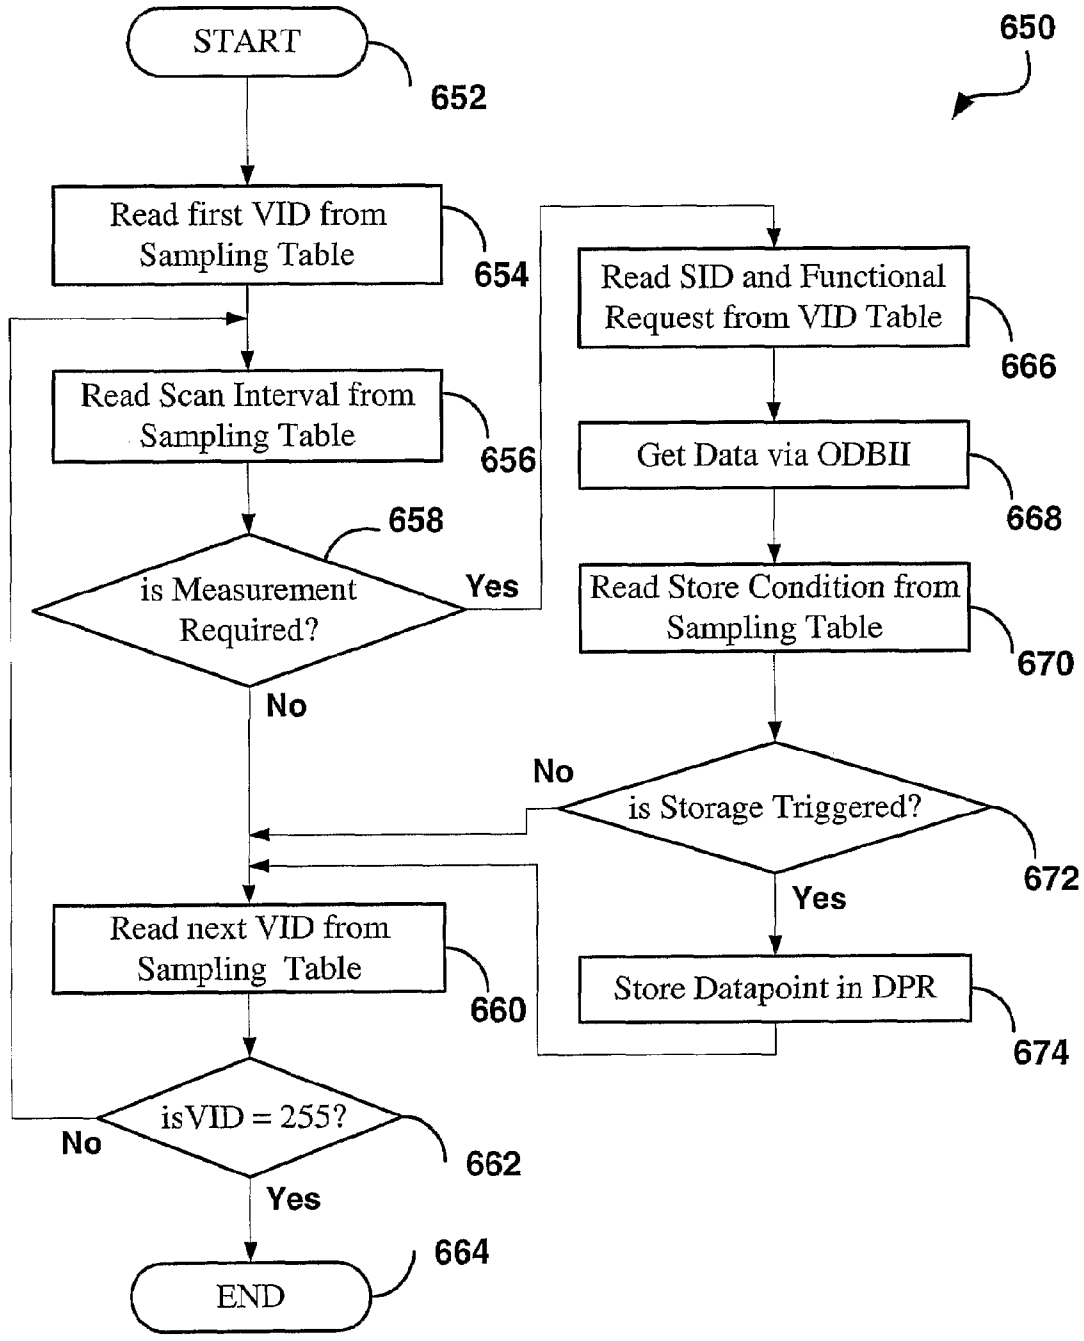 START
652
650
Read first VID from
Sampling Table
654
Read Scan Interval from
Sampling Table
656
658
is Measurement
Required?
Yes
No
Read SID and Functional
Request from VID Table
666
Get Data via ODBII
668
Read Store Condition from
Sampling Table
670
is Storage Triggered?
No
672
Yes
Store Datapoint in DPR
674
Read next VID from
Sampling Table
660
isVID = 255?
No
662
Yes
664
END